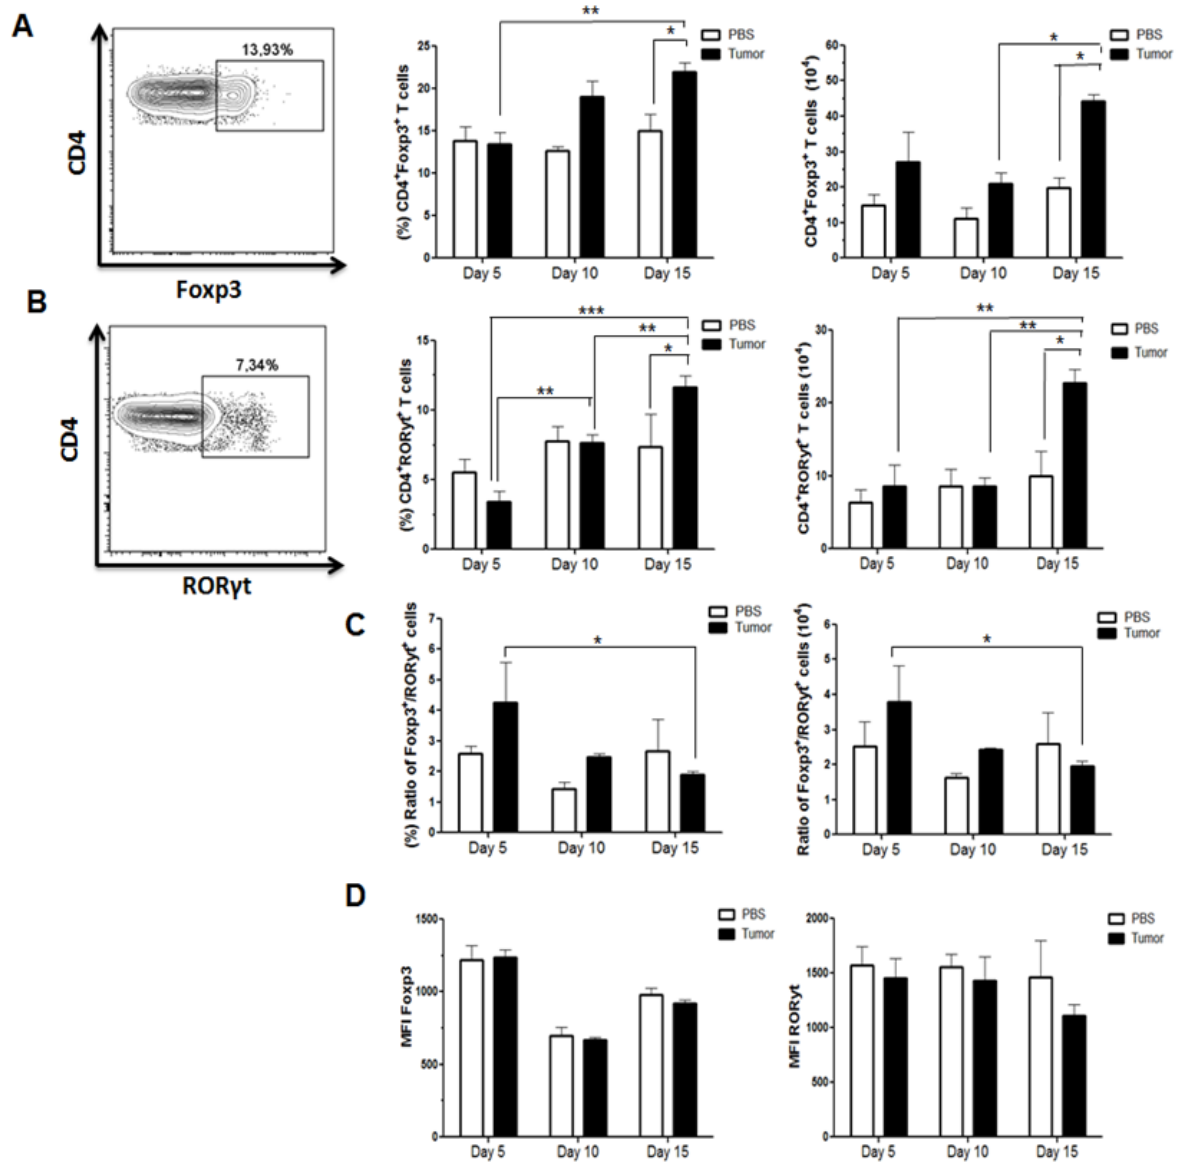 A
13,93%
CD4
Foxp3
**
*
PBS
Tumor
(%) CD4+Foxp3+ T cells
25
20
15
10
5
0
Day 5 Day 10 Day 15
*
*
PBS
Tumor
CD4+Foxp3+ T cells (10⁴)
60
50
40
30
20
10
0
Day 5 Day 10 Day 15
B
7,34%
CD4
RORγt
***
**
*
**
PBS
Tumor
(%) CD4+RORγt+ T cells
15
10
5
0
Day 5 Day 10 Day 15
**
**
*
PBS
Tumor
CD4+RORγt+ T cells (10⁴)
30
20
10
0
Day 5 Day 10 Day 15
C
*
PBS
Tumor
(%) Ratio of Foxp3+/RORγt+ cells
7
6
5
4
3
2
1
0
Day 5 Day 10 Day 15
*
PBS
Tumor
Ratio of Foxp3+/RORγt+ cells (10⁴)
6
5
4
3
2
1
0
Day 5 Day 10 Day 15
D
PBS
Tumor
MFI Foxp3
1500
1000
500
0
Day 5 Day 10 Day 15
PBS
Tumor
MFI RORγt
2000
1500
1000
500
0
Day 5 Day 10 Day 15